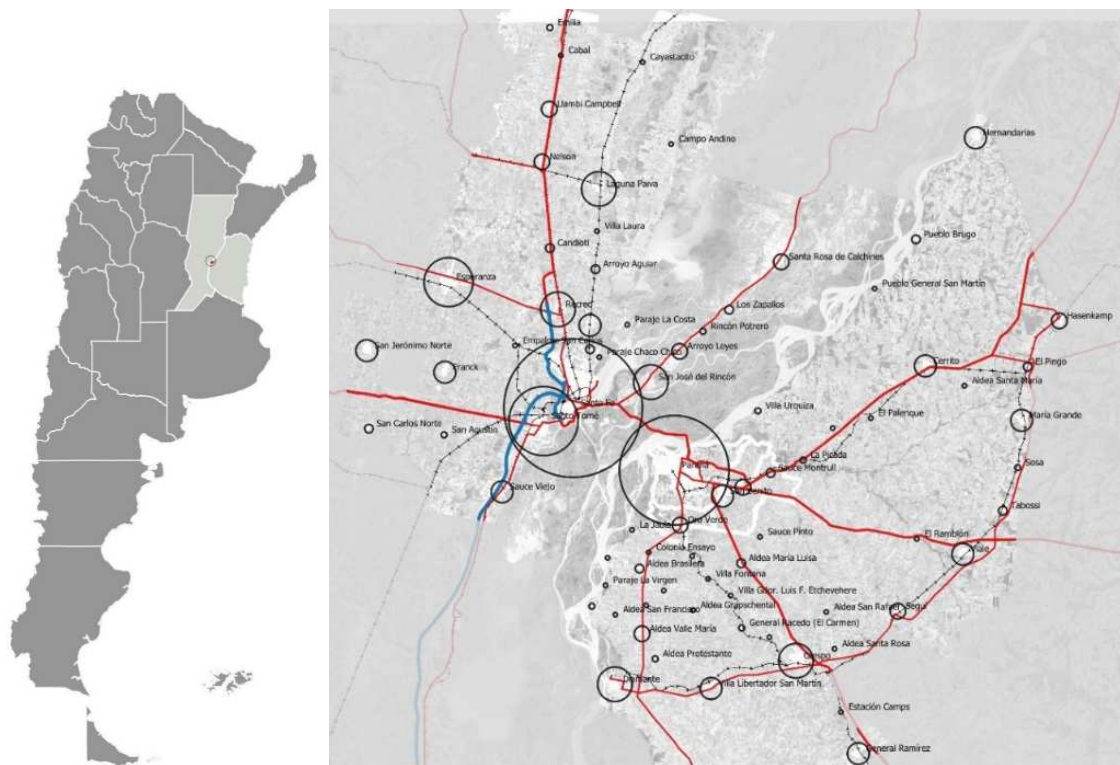 Emilia
Cabal
Cayastacito
Llambi Campbell
Campo Andino
Hernandarias
Nelson
Laguna Paiva
Villa Laura
Pueblo Brugo
Candioti
Arroyo Aguiar
Santa Rosa de Calchines
Esperanza
Pueblo General San Martín
Recreo
Los Zapallos
Paraje La Costa
Rincón Potrero
Hasenkamp
San Jerónimo Norte
Arroyo Leyes
Paraje Chaco Chico
Cerrito
El Pingo
Franck
San José del Rincón
Aldea Santa María
Santa Fe
Santo Tomé
Villa Urquiza
El Palenque
María Grande
San Carlos Norte
San Agustín
La Picada
Paraná
Sauce Montrull
Sosa
Sauce Viejo
San Benito
Tabossi
La Jaula
Oro Verde
Sauce Pinto
El Ramblón
Viale
Colonia Ensayo
Aldea Brasilera
Aldea María Luisa
Villa Fontana
Paraje La Virgen
Villa Gdor. Luis F. Etchevehere
Aldea San Francisco
Aldea Grapschental
Aldea San Rafael
Seguí
General Racedo (El Carmen)
Aldea Valle María
Aldea Santa Rosa
Aldea Protestante
Crespo
Diamante
Villa Libertador San Martín
Estación Camps
General Ramírez